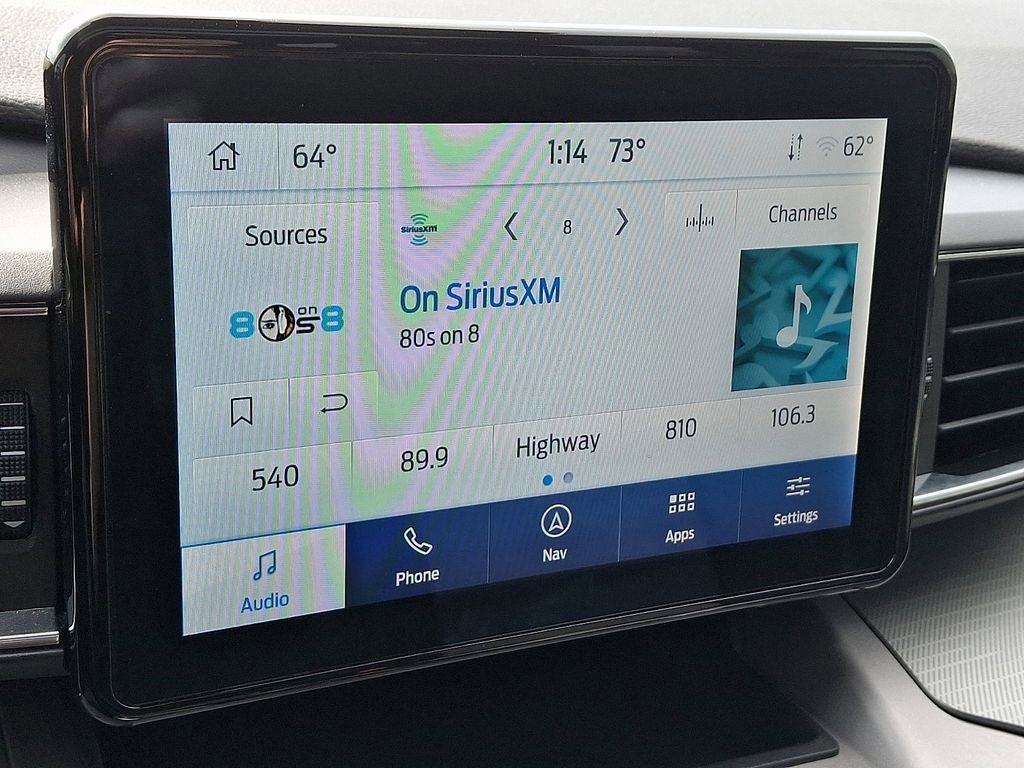 64°
1:14 73°
62°
Sources
SiriusXM
8
Channels
8 on 8
On SiriusXM
80s on 8
540
89.9
Highway
810
106.3
Audio
Phone
Nav
Apps
Settings